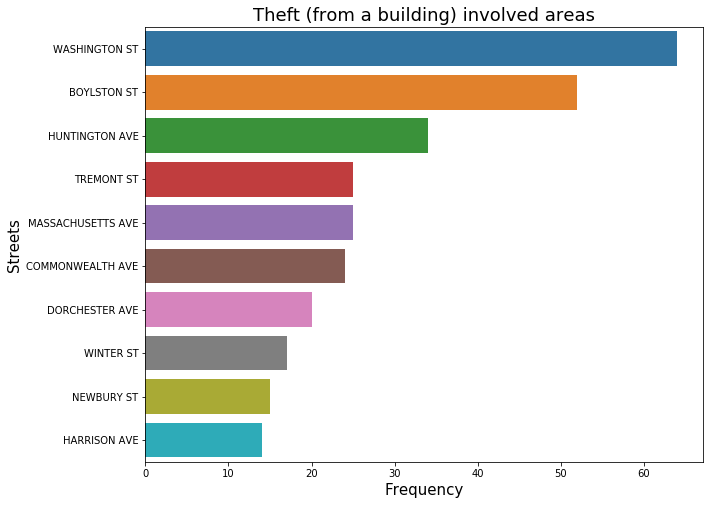 Theft (from a building) involved areas
Streets
WASHINGTON ST
BOYLSTON ST
HUNTINGTON AVE
TREMONT ST
MASSACHUSETTS AVE
COMMONWEALTH AVE
DORCHESTER AVE
WINTER ST
NEWBURY ST
HARRISON AVE
0 10 20 30 40 50 60
Frequency